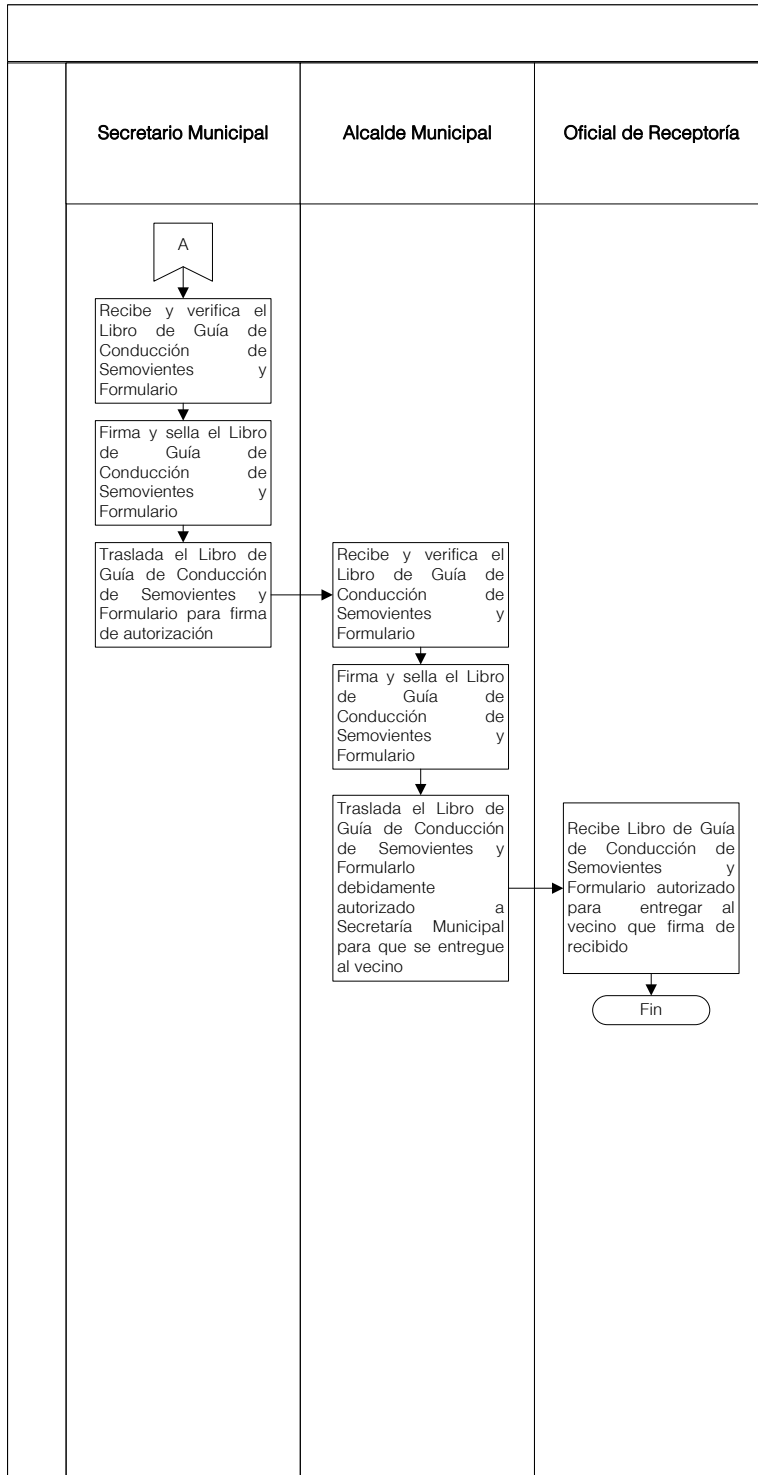 Secretario Municipal
Alcalde Municipal
Oficial de Receptoría
A
Recibe y verifica el
Libro de Guía de
Conducción de
Semovientes y
Formulario
Firma y sella el Libro
de Guía de
Conducción de
Semovientes y
Formulario
Traslada el Libro de
Guía de Conducción
de Semovientes y
Formulario para firma
de autorización
Recibe y verifica el
Libro de Guía de
Conducción de
Semovientes y
Formulario
Firma y sella el Libro
de Guía de
Conducción de
Semovientes y
Formulario
Traslada el Libro de
Guía de Conducción
de Semovientes y
Formularlo
debidamente
autorizado a
Secretaría Municipal
para que se entregue
al vecino
Recibe Libro de Guía
de Conducción de
Semovientes y
Formulario autorizado
para entregar al
vecino que firma de
recibido
Fin